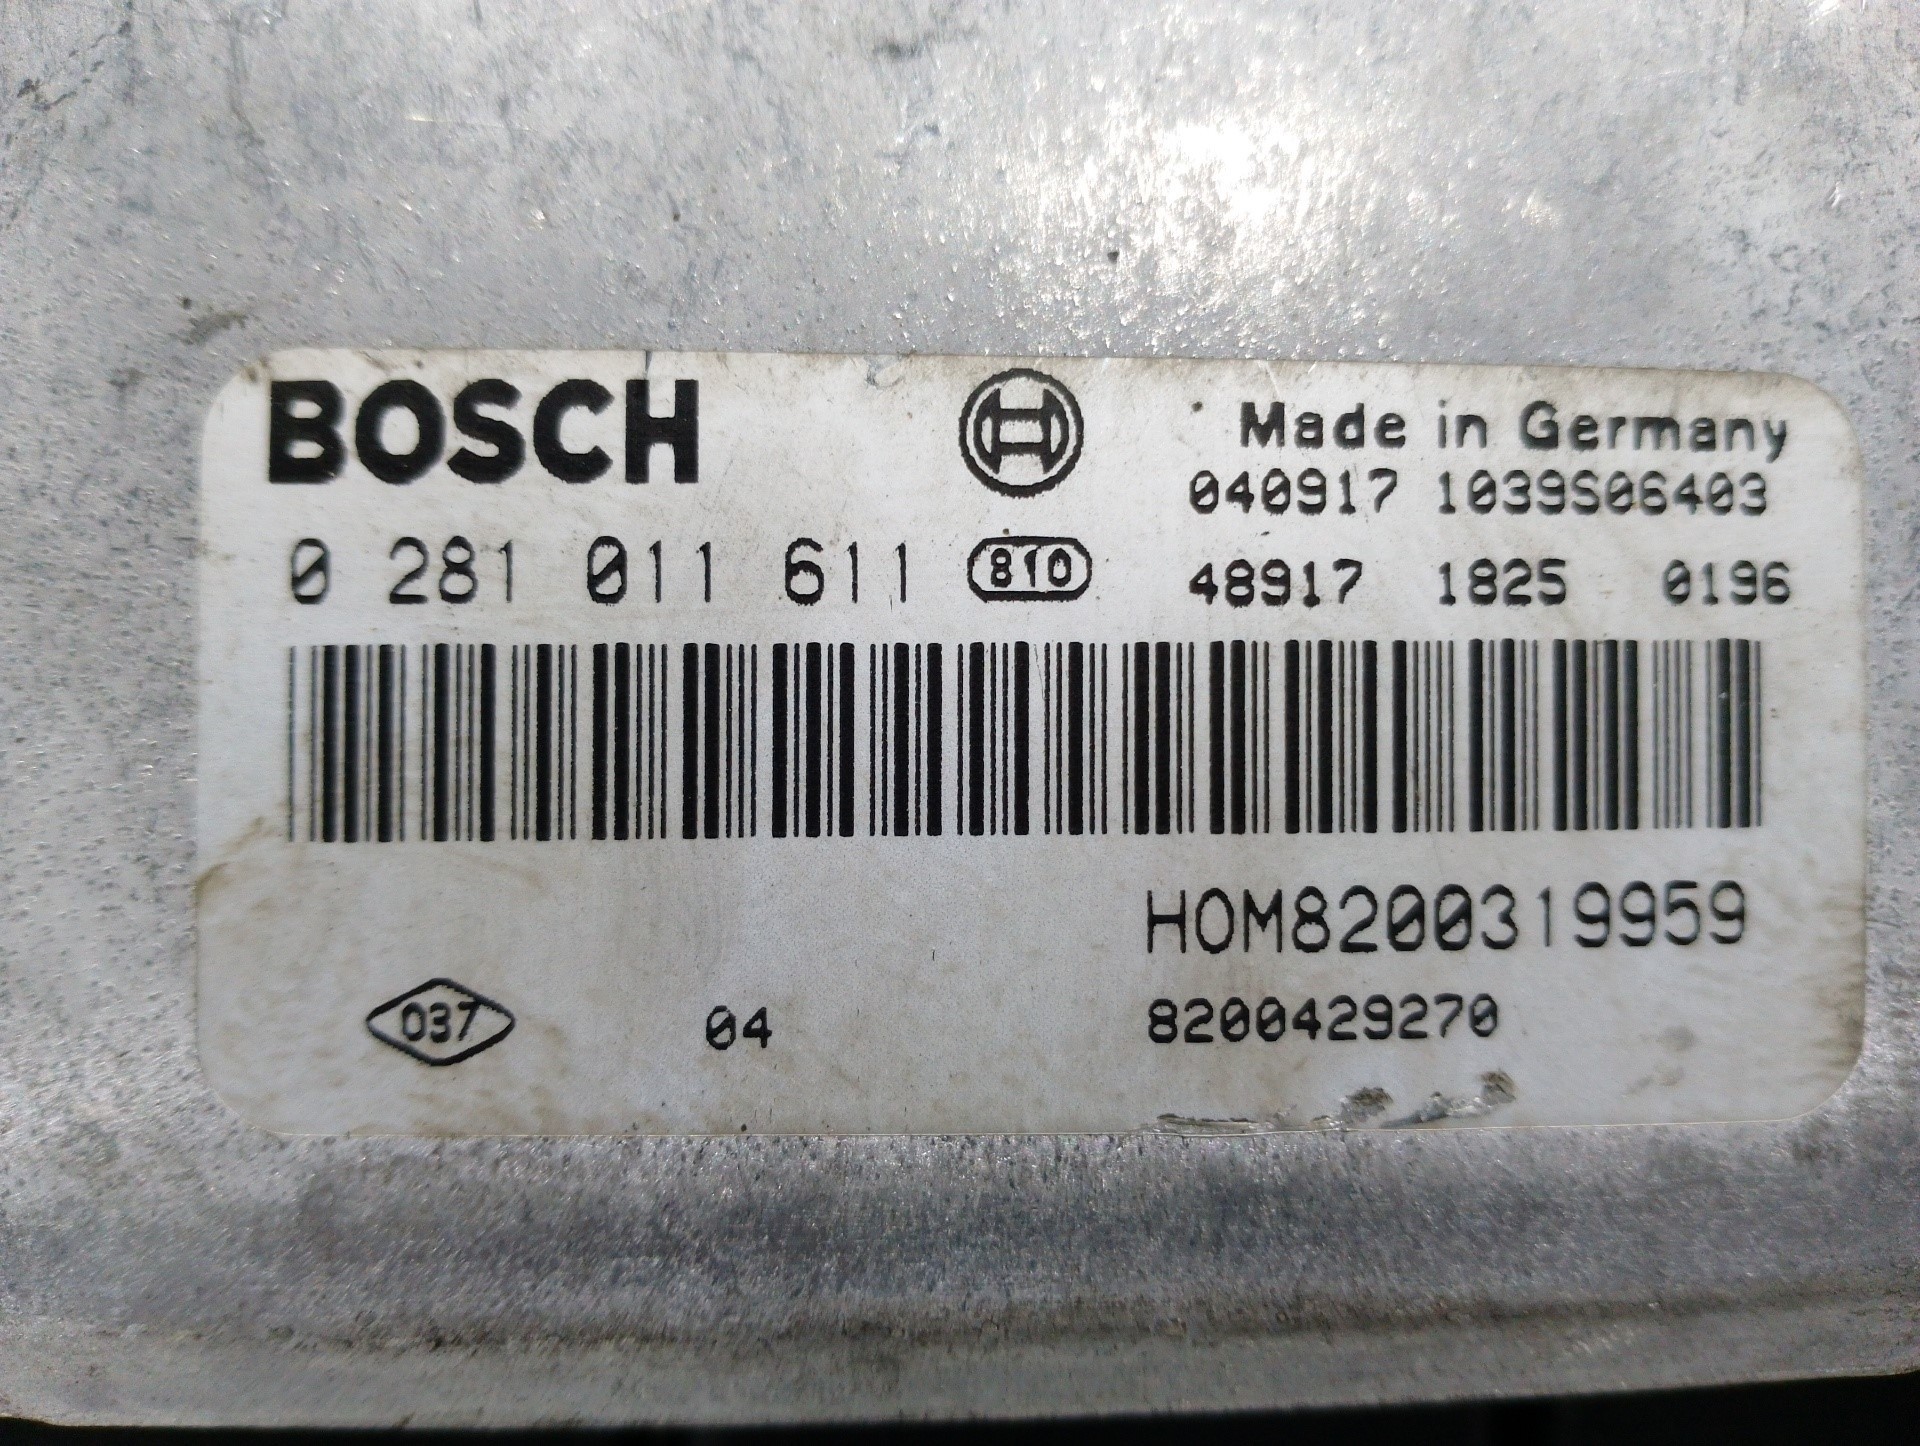 BOSCH
Made in Germany
040917 1039S06403
0 281 011 611 810 48917 1825 0196
HOM8200319959
037 04 8200429270